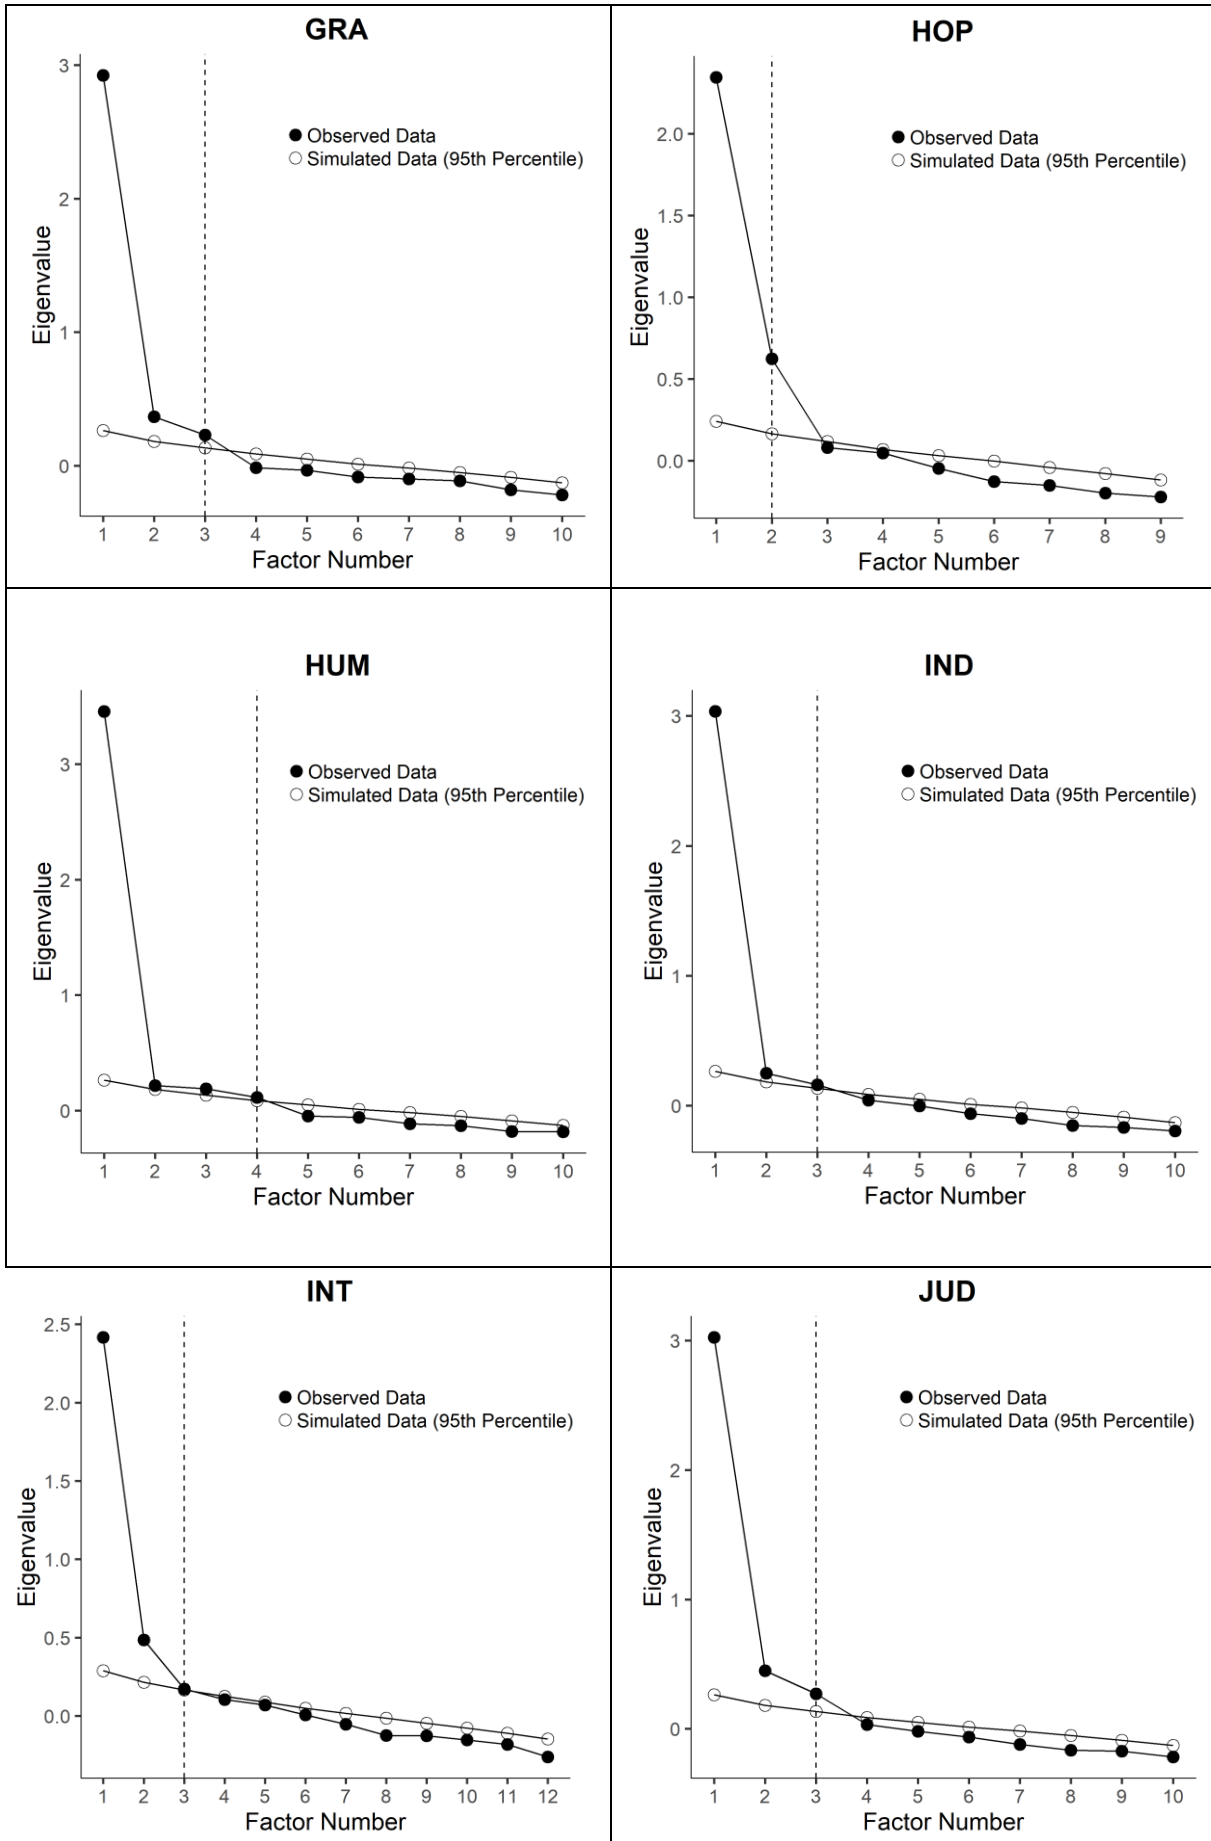 GRA
3
2
1
0
Eigenvalue
Observed Data
Simulated Data (95th Percentile)
1 2 3 4 5 6 7 8 9 10
Factor Number
HOP
2.0
1.5
1.0
0.5
0.0
Eigenvalue
Observed Data
Simulated Data (95th Percentile)
1 2 3 4 5 6 7 8 9
Factor Number
HUM
3
2
1
0
Eigenvalue
Observed Data
Simulated Data (95th Percentile)
1 2 3 4 5 6 7 8 9 10
Factor Number
IND
3
2
1
0
Eigenvalue
Observed Data
Simulated Data (95th Percentile)
1 2 3 4 5 6 7 8 9 10
Factor Number
INT
2.5
2.0
1.5
1.0
0.5
0.0
Eigenvalue
Observed Data
Simulated Data (95th Percentile)
1 2 3 4 5 6 7 8 9 10 11 12
Factor Number
JUD
3
2
1
0
Eigenvalue
Observed Data
Simulated Data (95th Percentile)
1 2 3 4 5 6 7 8 9 10
Factor Number